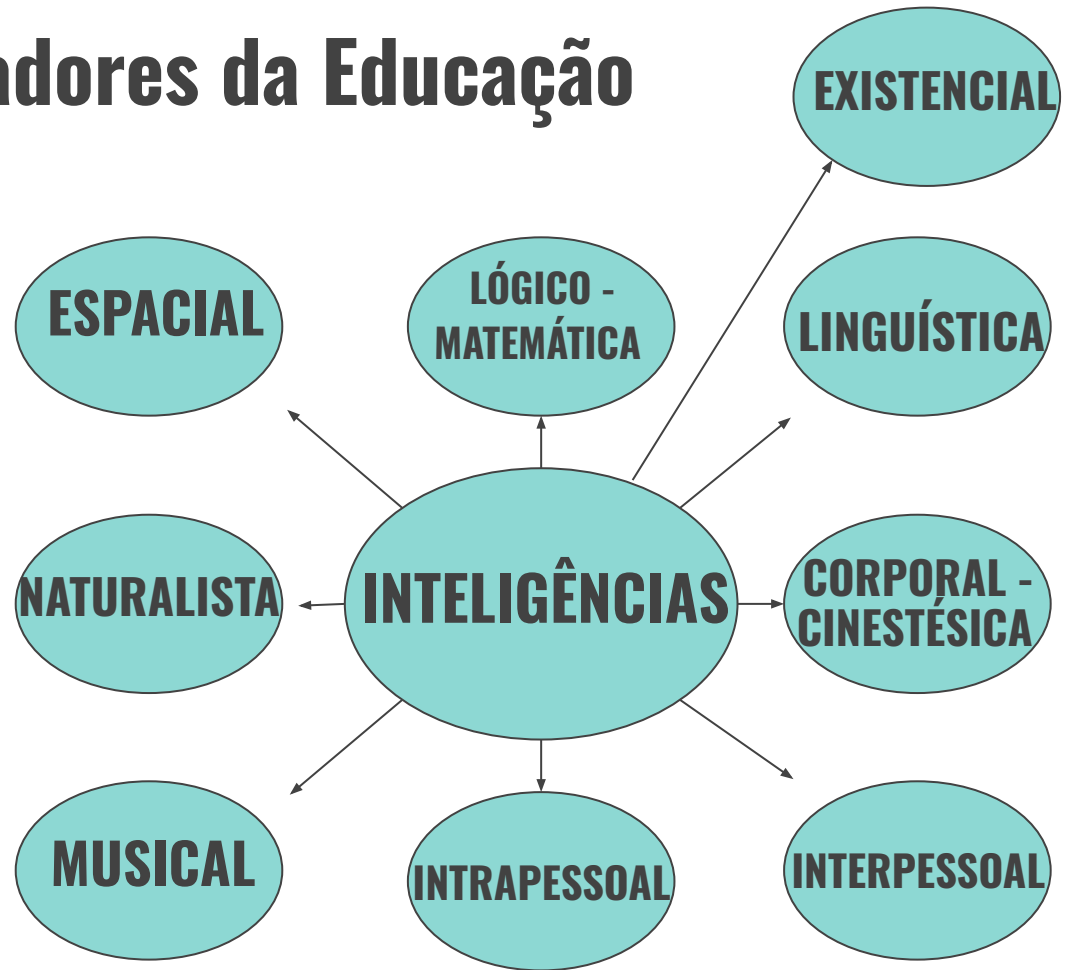 adores da Educação
EXISTENCIAL
ESPACIAL
LÓGICO -
MATEMÁTICA
LINGUÍSTICA
NATURALISTA
INTELIGÊNCIAS
CORPORAL -
CINESTÉSICA
MUSICAL
INTRAPESSOAL
INTERPESSOAL